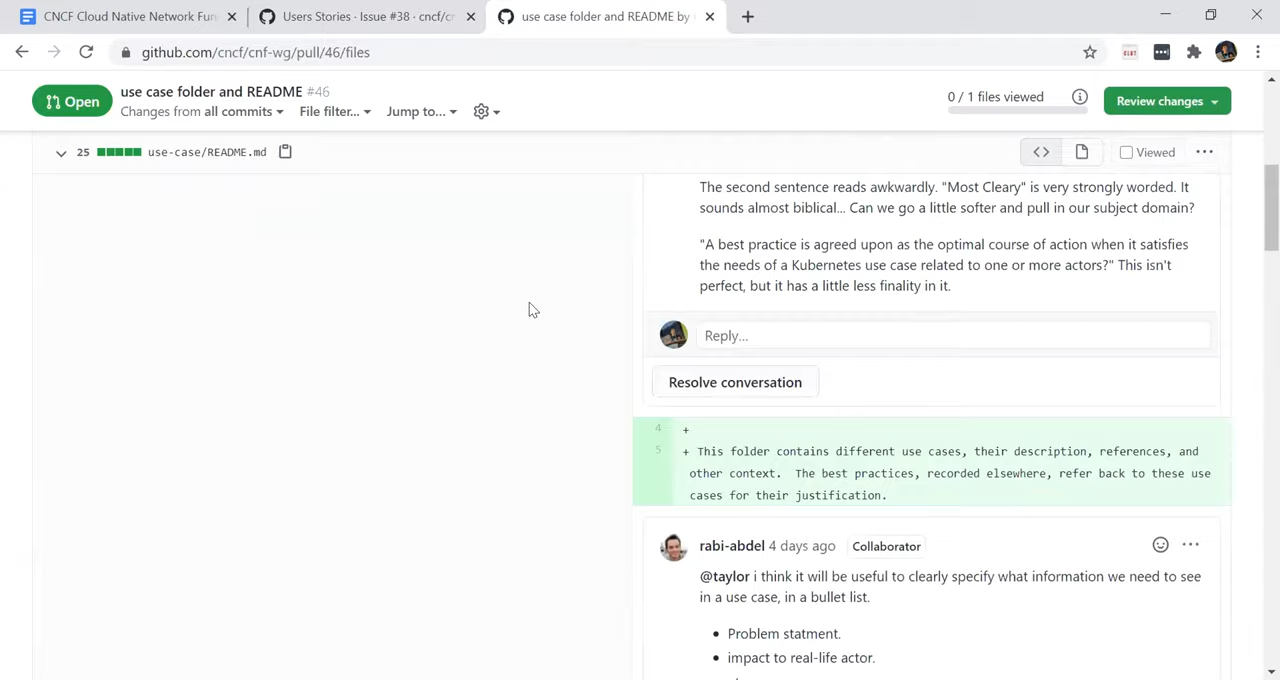 CNCF Cloud Native Network Fun
Users Stories · Issue #38 · cncf/cn
use case folder and README by
github.com/cncf/cnf-wg/pull/46/files
Open
use case folder and README #46
Changes from all commits
File filter...
Jump to...
0 / 1 files viewed
Review changes
25
use-case/README.md
Viewed
The second sentence reads awkwardly. "Most Cleary" is very strongly worded. It
sounds almost biblical... Can we go a little softer and pull in our subject domain?
"A best practice is agreed upon as the optimal course of action when it satisfies
the needs of a Kubernetes use case related to one or more actors?" This isn't
perfect, but it has a little less finality in it.
Reply...
Resolve conversation
4 +
5 + This folder contains different use cases, their description, references, and
other context. The best practices, recorded elsewhere, refer back to these use
cases for their justification.
rabi-abdel 4 days ago Collaborator
@taylor i think it will be useful to clearly specify what information we need to see
in a use case, in a bullet list.
• Problem statment.
• impact to real-life actor.